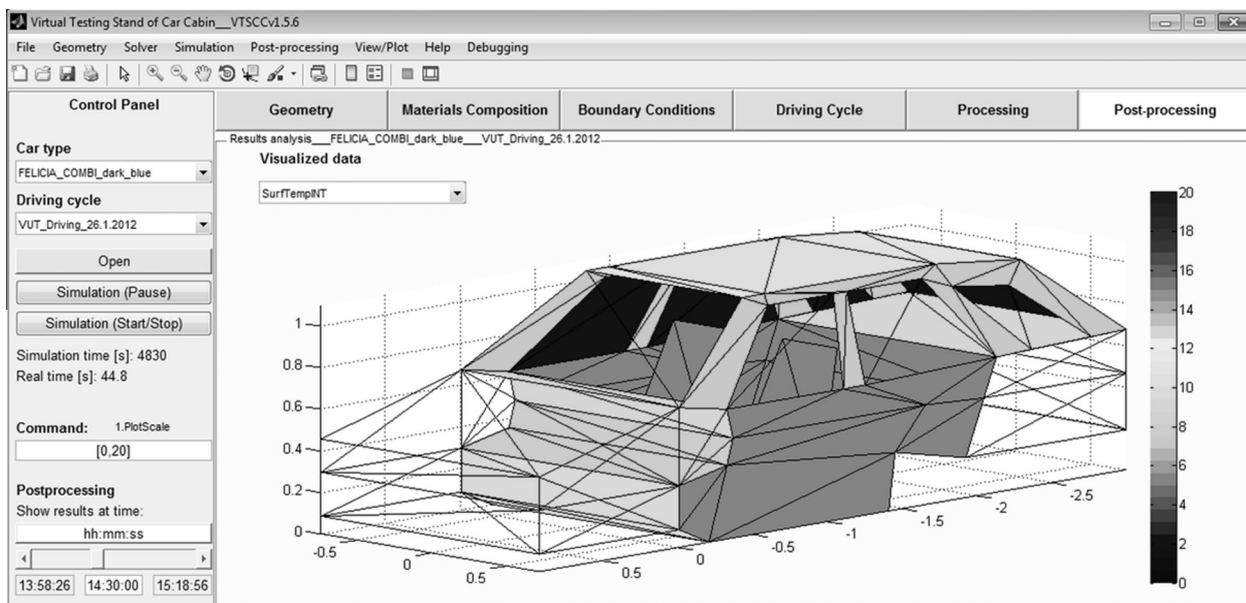 Virtual Testing Stand of Car Cabin__VTSCCv1.5.6
File Geometry Solver Simulation Post-processing View/Plot Help Debugging
Control Panel
Geometry Materials Composition Boundary Conditions Driving Cycle Processing Post-processing
Results analysis___FELICIA_COMBI_dark_blue___VUT_Driving_26.1.2012
Car type
FELICIA_COMBI_dark_blue
Driving cycle
VUT_Driving_26.1.2012
Open
Simulation (Pause)
Simulation (Start/Stop)
Simulation time [s]: 4830
Real time [s]: 44.8
Command: 1.PlotScale
[0,20]
Postprocessing
Show results at time:
hh:mm:ss
13:58:26 14:30:00 15:18:56
Visualized data
SurfTempINT
1
0.8
0.6
0.4
0.2
0
-0.5
0
0.5
0.5
0
-0.5
-1
-1.5
-2
-2.5
20
18
16
14
12
10
8
6
4
2
0